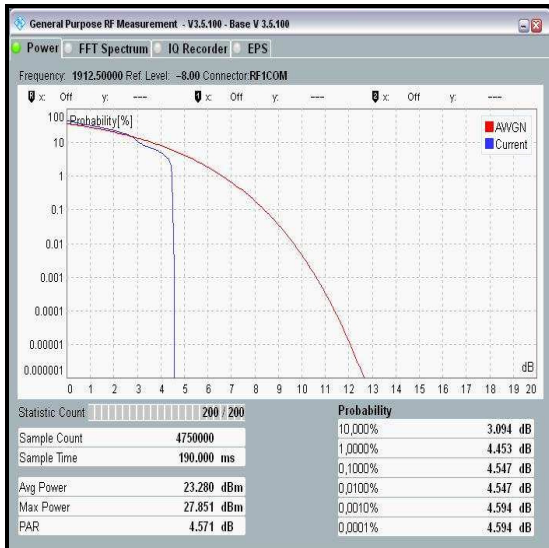 General Purpose RF Measurement - V3.5.100 - Base V 3.5.100
Power FFT Spectrum IQ Recorder EPS
Frequency: 1912.50000 Ref. Level: -8.00 Connector:RF1COM
R x: Off y: --- 1 x: Off y: --- 2 x: Off y: ---
Probability[%]
AWGN
Current
100
10
1
0.1
0.01
0.001
0.0001
0.00001
0.000001
dB
0 1 2 3 4 5 6 7 8 9 10 11 12 13 14 15 16 17 18 19 20
Statistic Count 200 / 200
Sample Count 4750000
Sample Time 190.000 ms
Avg Power 23.280 dBm
Max Power 27.851 dBm
PAR 4.571 dB
Probability
10,000% 3.094 dB
1,0000% 4.453 dB
0,1000% 4.547 dB
0,0100% 4.547 dB
0,0010% 4.594 dB
0,0001% 4.594 dB